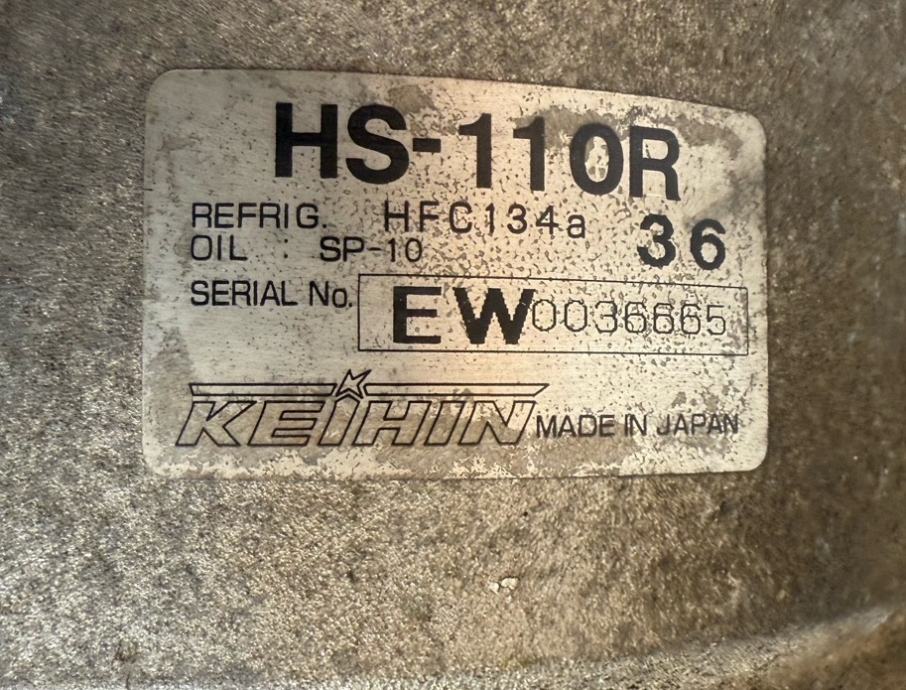 HS-110R
REFRIG. HFC134a 36
OIL : SP-10
SERIAL No. EW0036665
KEIHIN MADE IN JAPAN